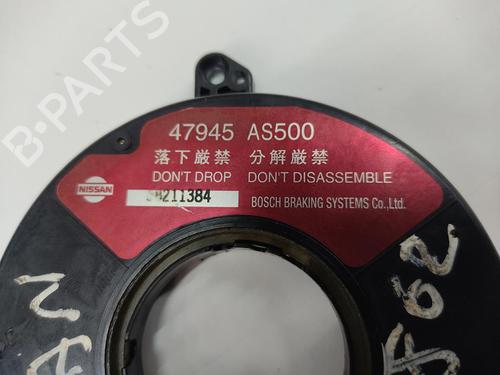 B-PARTS
47945 AS500
落下厳禁 分解厳禁
DON'T DROP DON'T DISASSEMBLE
NISSAN
BOSCH BRAKING SYSTEMS Co., Ltd.